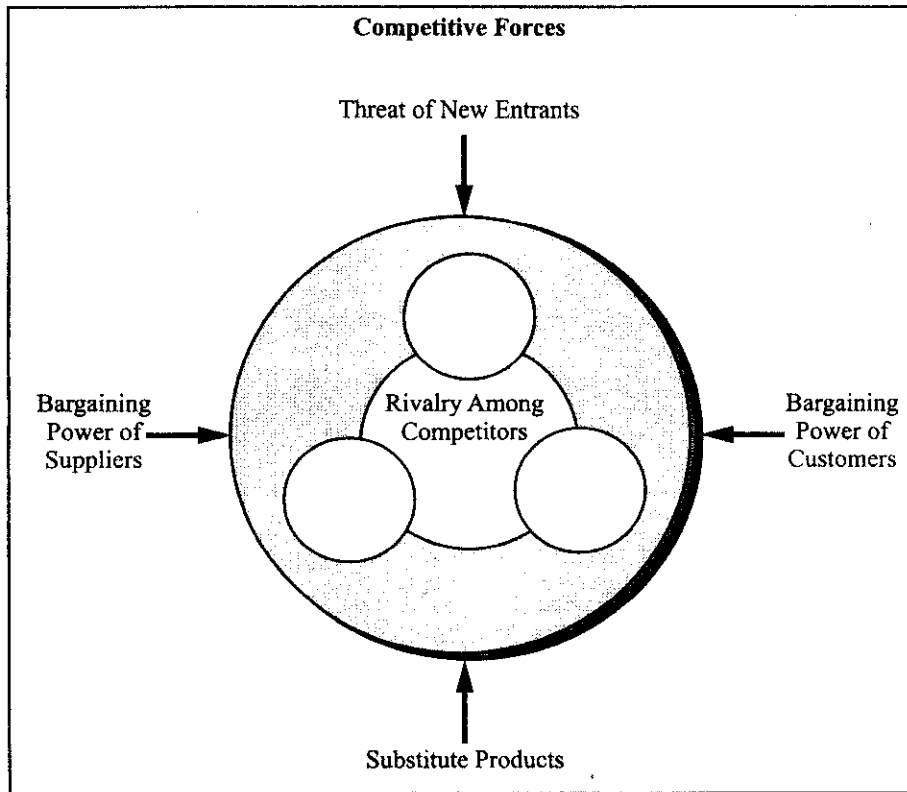 Competitive Forces
Threat of New Entrants
Bargaining
Power of
Suppliers
Rivalry Among
Competitors
Bargaining
Power of
Customers
Substitute Products